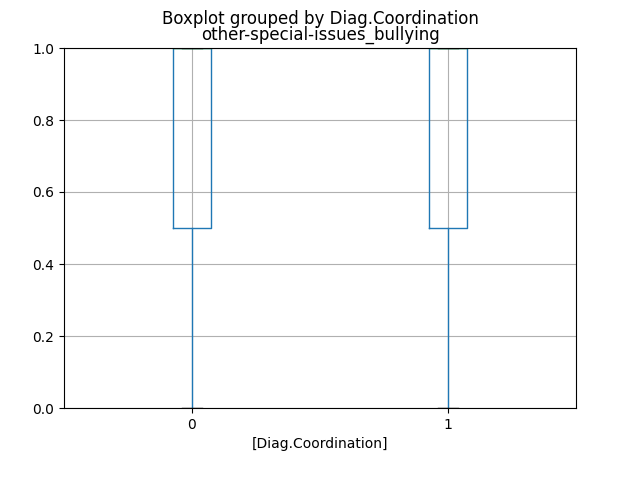 Boxplot grouped by Diag.Coordination
other-special-issues_bullying
1.0
0.8
0.6
0.4
0.2
0.0
0 1
[Diag.Coordination]